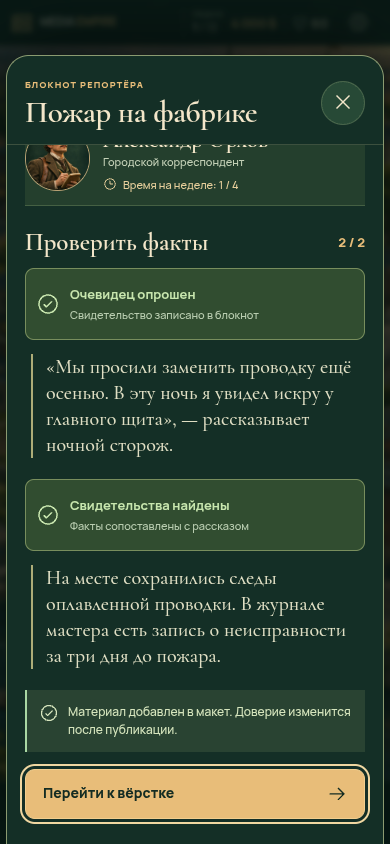 БЛОКНОТ РЕПОРТЁРА
Пожар на фабрике
Александр Орлов
Городской корреспондент
Время на неделе: 1 / 4
Проверить факты
2 / 2
Очевидец опрошен
Свидетельство записано в блокнот
«Мы просили заменить проводку ещё
осенью. В эту ночь я увидел искру у
главного щита», — рассказывает
ночной сторож.
Свидетельства найдены
Факты сопоставлены с рассказом
На месте сохранились следы
оплавленной проводки. В журнале
мастера есть запись о неисправности
за три дня до пожара.
Материал добавлен в макет. Доверие изменится
после публикации.
Перейти к вёрстке